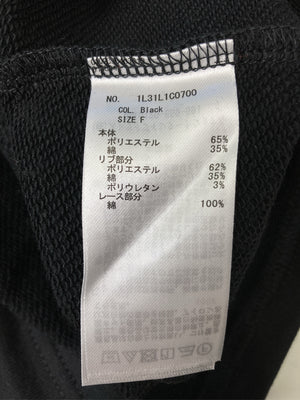 NO. 1L31L1C0700
COL. Black
SIZE F
本体
ポリエステル 65%
綿 35%
リブ部分
ポリエステル 62%
綿 35%
ポリウレタン 3%
レース部分
綿 100%